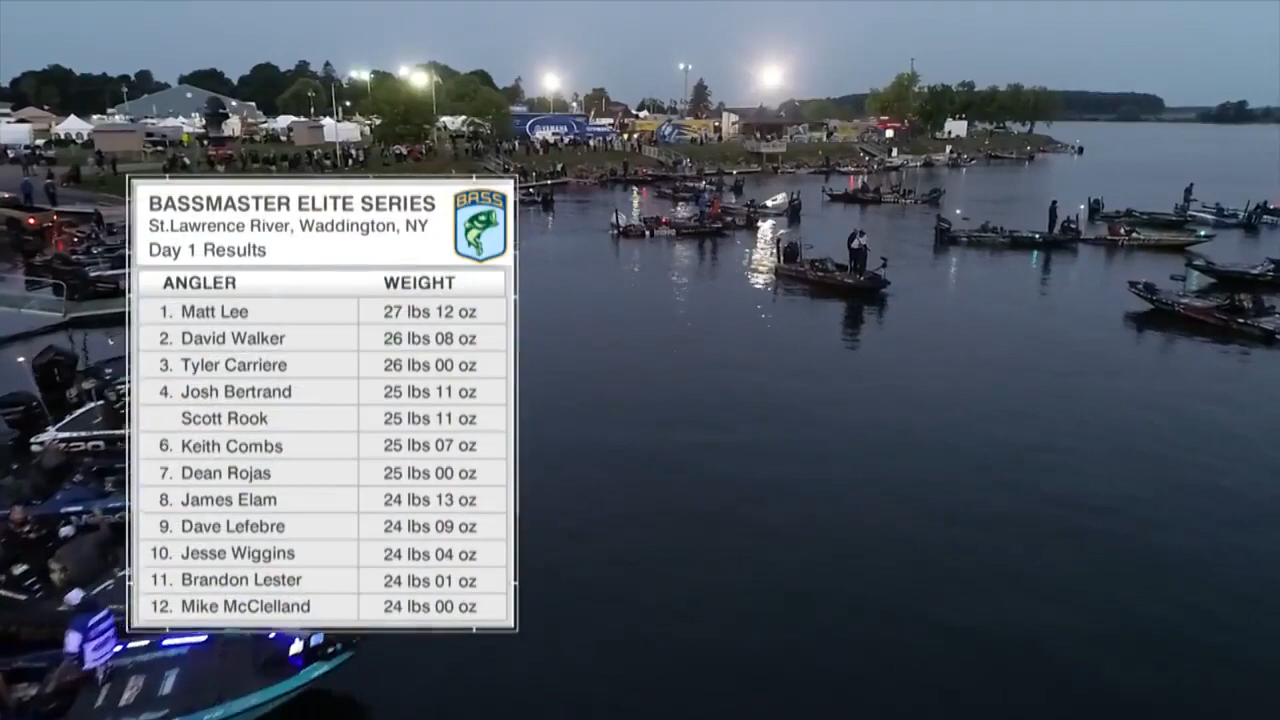 BASSMASTER ELITE SERIES
St.Lawrence River, Waddington, NY
Day 1 Results
BASS
ANGLER WEIGHT
1. Matt Lee 27 lbs 12 oz
2. David Walker 26 lbs 08 oz
3. Tyler Carriere 26 lbs 00 oz
4. Josh Bertrand 25 lbs 11 oz
Scott Rook 25 lbs 11 oz
6. Keith Combs 25 lbs 07 oz
7. Dean Rojas 25 lbs 00 oz
8. James Elam 24 lbs 13 oz
9. Dave Lefebre 24 lbs 09 oz
10. Jesse Wiggins 24 lbs 04 oz
11. Brandon Lester 24 lbs 01 oz
12. Mike McClelland 24 lbs 00 oz
YAMAHA